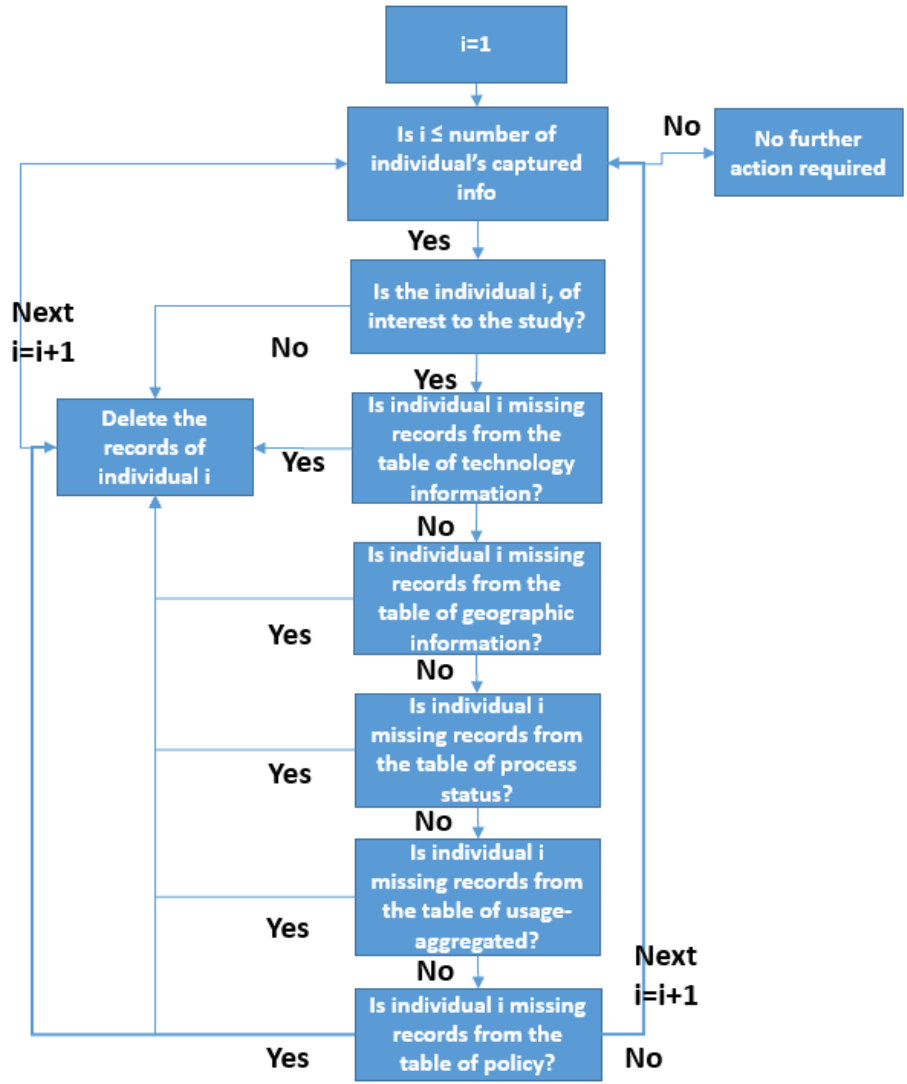 i=1
Is i ≤ number of
individual's captured
info
No
No further
action required
Yes
Is the individual i, of
interest to the study?
Next
i=i+1
No
Yes
Delete the
records of
individual i
Is individual i missing
records from the
table of technology
information?
Yes
No
Is individual i missing
records from the
table of geographic
information?
Yes
No
Is individual i
missing records from
the table of process
status?
Yes
No
Is individual i
missing records from
the table of usage-
aggregated?
Yes
No
Next
i=i+1
Is individual i missing
records from the
table of policy?
Yes
No